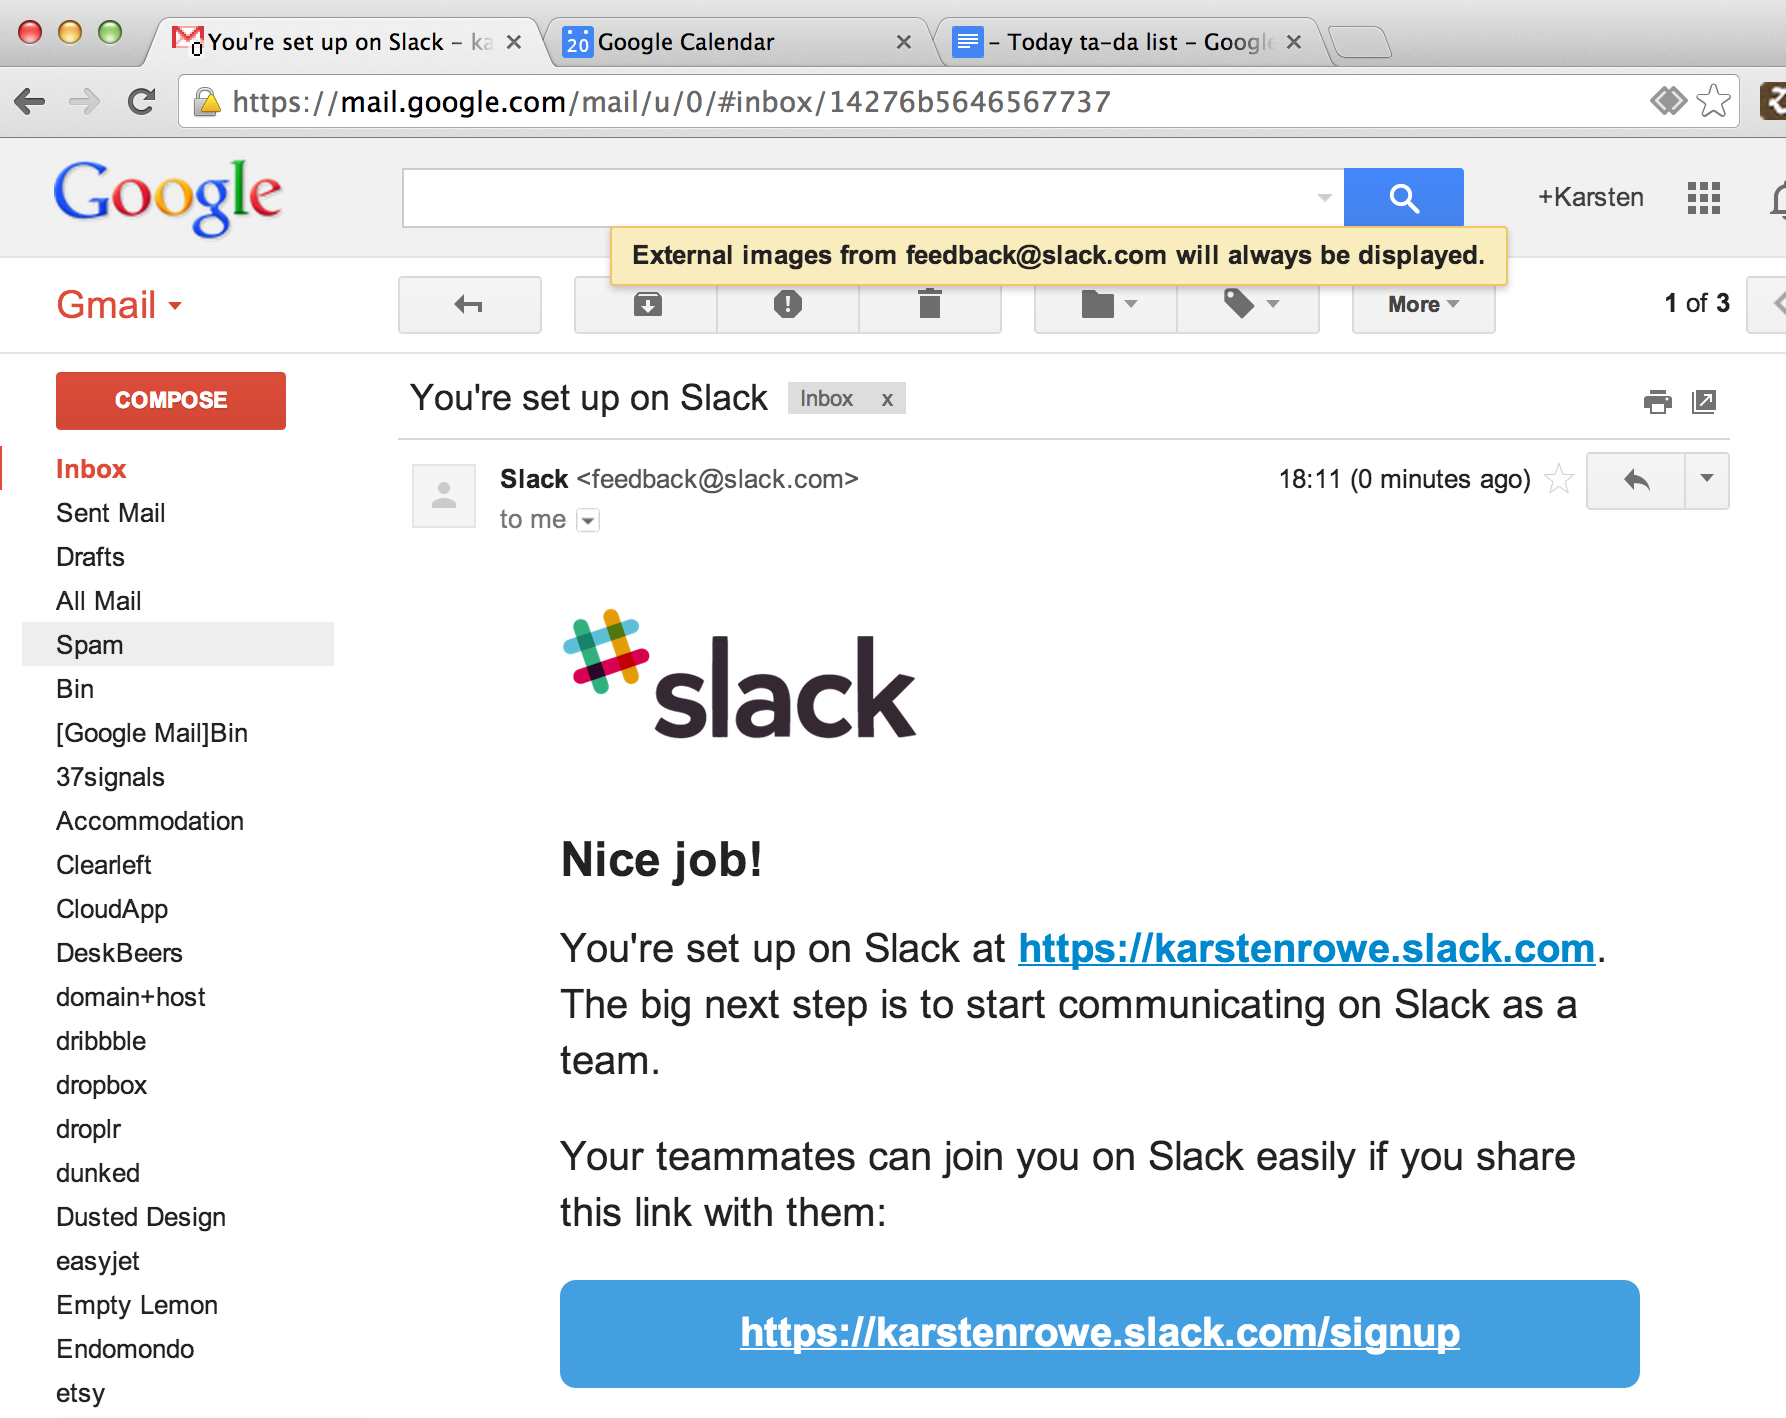 You're set up on Slack – ka
20 Google Calendar
– Today ta-da list – Google
https://mail.google.com/mail/u/0/#inbox/14276b5646567737
Google
+Karsten
External images from feedback@slack.com will always be displayed.
Gmail
More
1 of 3
COMPOSE
You're set up on Slack
Inbox x
Inbox
Sent Mail
Drafts
All Mail
Spam
Bin
[Google Mail]Bin
37signals
Accommodation
Clearleft
CloudApp
DeskBeers
domain+host
dribbble
dropbox
droplr
dunked
Dusted Design
easyjet
Empty Lemon
Endomondo
etsy
Slack <feedback@slack.com>
18:11 (0 minutes ago)
to me
slack
Nice job!
You're set up on Slack at https://karstenrowe.slack.com.
The big next step is to start communicating on Slack as a
team.
Your teammates can join you on Slack easily if you share
this link with them:
https://karstenrowe.slack.com/signup